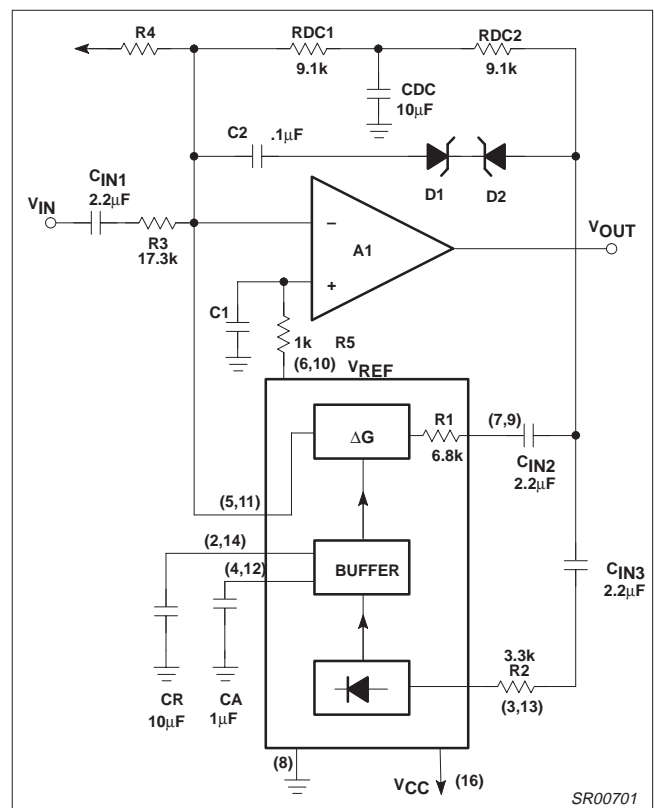 R4
RDC1
9.1k
RDC2
9.1k
CDC
10µF
C2
.1µF
D1
D2
CIN1
2.2µF
VIN
R3
17.3k
−
A1
+
VOUT
C1
1k
R5
(6,10)
VREF
ΔG
R1
6.8k
(7,9)
CIN2
2.2µF
(5,11)
(2,14)
(4,12)
BUFFER
CIN3
2.2µF
3.3k
R2
(3,13)
CR
10µF
CA
1µF
(8)
VCC
(16)
SR00701